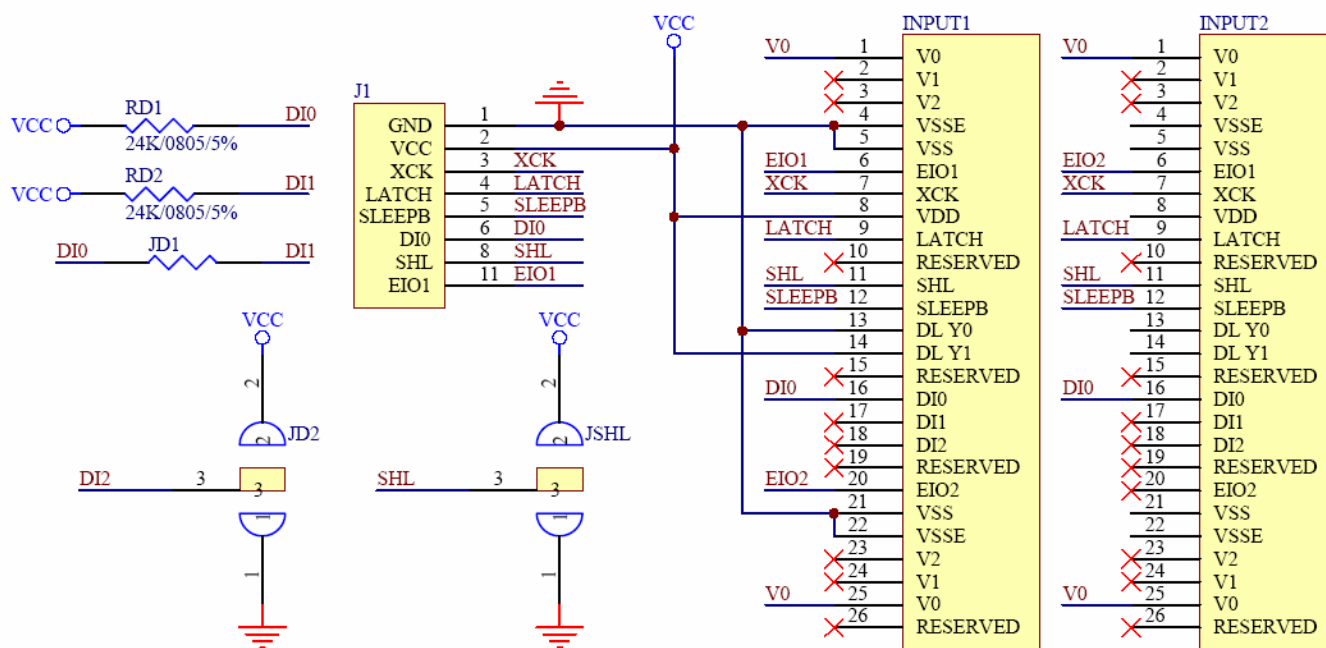 VCC
RD1
DI0
24K/0805/5%
VCC
RD2
DI1
24K/0805/5%
DI0
JD1
DI1
J1
GND 1
VCC 2
XCK 3 XCK
LATCH 4 LATCH
SLEEPB 5 SLEEPB
DI0 6 DI0
SHL 8 SHL
EIO1 11 EIO1
VCC
2
2
JD2
DI2 3
3
1
1
VCC
2
2
JSHL
SHL 3
3
1
1
VCC
INPUT1
V0 1 V0
2 V1
3 V2
4 VSSE
5 VSS
EIO1 6 EIO1
XCK 7 XCK
8 VDD
LATCH 9 LATCH
10 RESERVED
SHL 11 SHL
SLEEPB 12 SLEEPB
13 DL Y0
14 DL Y1
15 RESERVED
DI0 16 DI0
17 DI1
18 DI2
19 RESERVED
EIO2 20 EIO2
21 VSS
22 VSSE
23 V2
24 V1
V0 25 V0
26 RESERVED
INPUT2
V0 1 V0
2 V1
3 V2
4 VSSE
5 VSS
EIO2 6 EIO1
XCK 7 XCK
8 VDD
LATCH 9 LATCH
10 RESERVED
SHL 11 SHL
SLEEPB 12 SLEEPB
13 DL Y0
14 DL Y1
15 RESERVED
DI0 16 DI0
17 DI1
18 DI2
19 RESERVED
20 EIO2
21 VSS
22 VSSE
23 V2
24 V1
V0 25 V0
26 RESERVED